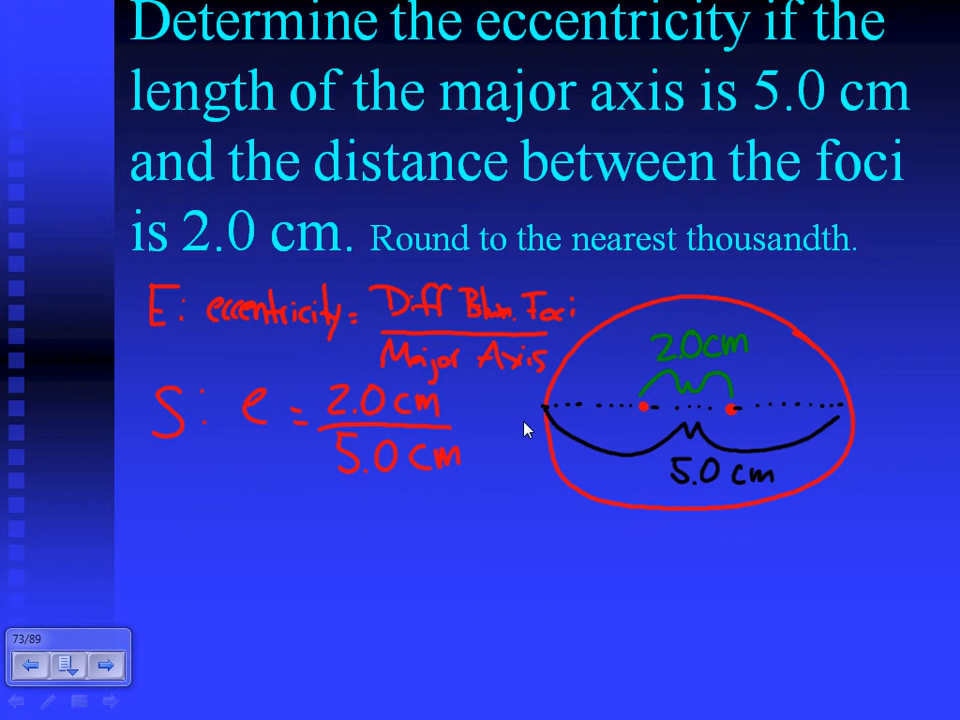 Determine the eccentricity if the
length of the major axis is 5.0 cm
and the distance between the foci
is 2.0 cm. Round to the nearest thousandth.
E: eccentricity = Diff Btwn. Foci
Major Axis
2.0 cm
S: e = 2.0 cm
5.0 cm
5.0 cm
73/89